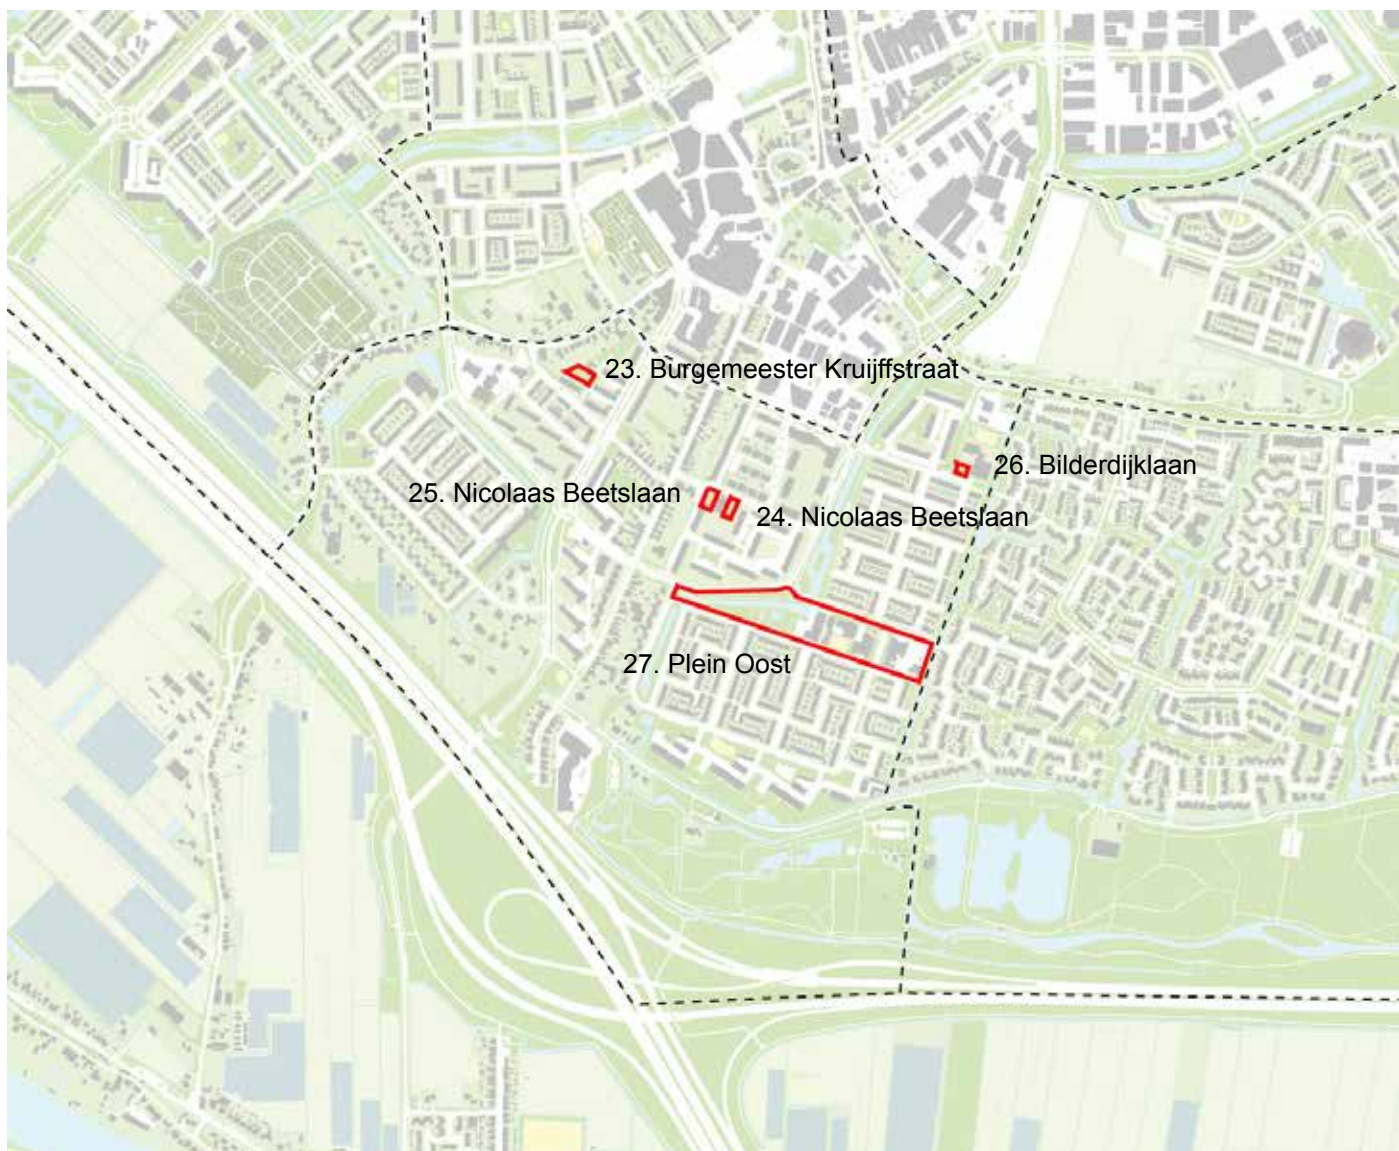 23. Burgemeester Kruijffstraat
26. Bilderdijklaan
25. Nicolaas Beetslaan
24. Nicolaas Beetslaan
27. Plein Oost